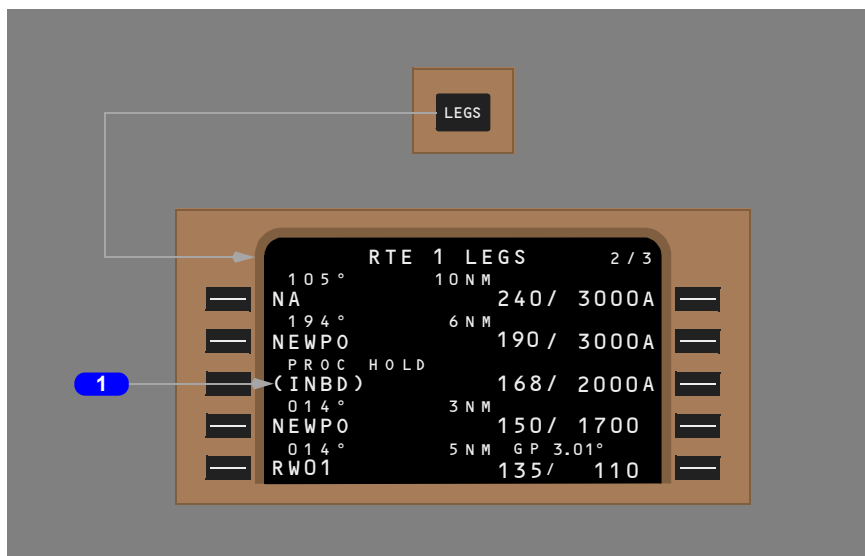 LEGS
RTE 1 LEGS 2/3
105° 10NM
NA 240/ 3000A
194° 6NM
NEWPO 190/ 3000A
PROC HOLD
1 (INBD) 168/ 2000A
014° 3NM
NEWPO 150/ 1700
014° 5NM GP 3.01°
RW01 135/ 110